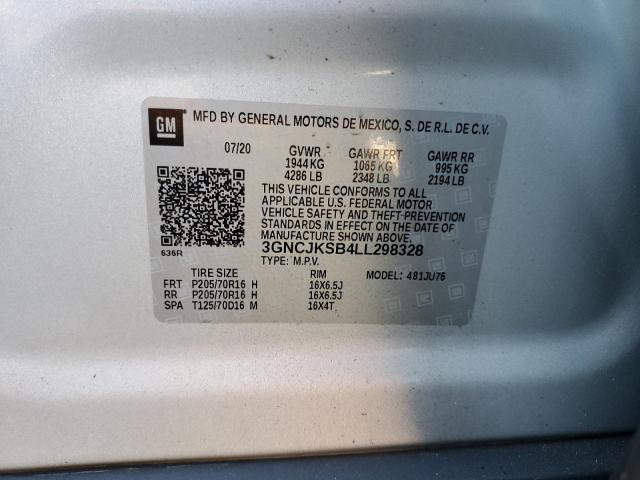 GM
MFD BY GENERAL MOTORS DE MEXICO, S. DE R.L. DE C.V.
07/20 GVWR GAWR FRT GAWR RR
1944 KG 1065 KG 995 KG
4286 LB 2348 LB 2194 LB
THIS VEHICLE CONFORMS TO ALL
APPLICABLE U.S. FEDERAL MOTOR
VEHICLE SAFETY AND THEFT-PREVENTION
STANDARDS IN EFFECT ON THE DATE OF
MANUFACTURE SHOWN ABOVE.
3GNCJKSB4LL298328
636R
TYPE: M.P.V.
MODEL: 481JU76
TIRE SIZE RIM
FRT P205/70R16 H 16X6.5J
RR P205/70R16 H 16X6.5J
SPA T125/70D16 M 16X4T